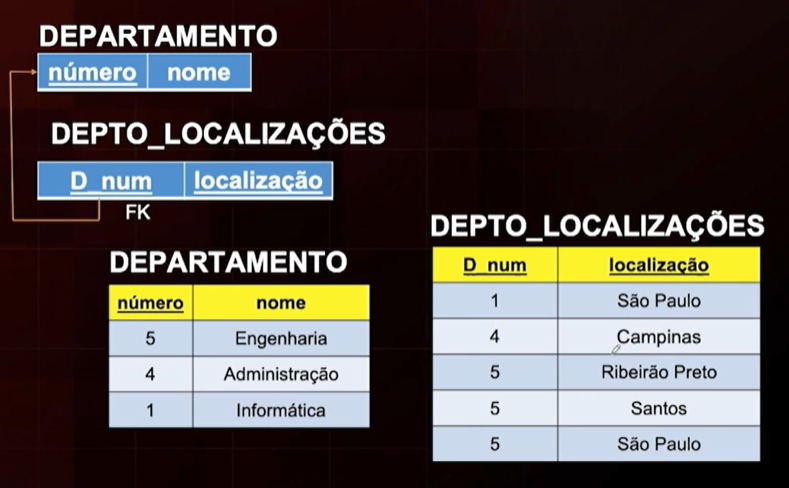 DEPARTAMENTO
número nome
DEPTO_LOCALIZAÇÕES
D_num localização
FK
DEPARTAMENTO
número nome
5 Engenharia
4 Administração
1 Informática
DEPTO_LOCALIZAÇÕES
D_num localização
1 São Paulo
4 Campinas
5 Ribeirão Preto
5 Santos
5 São Paulo